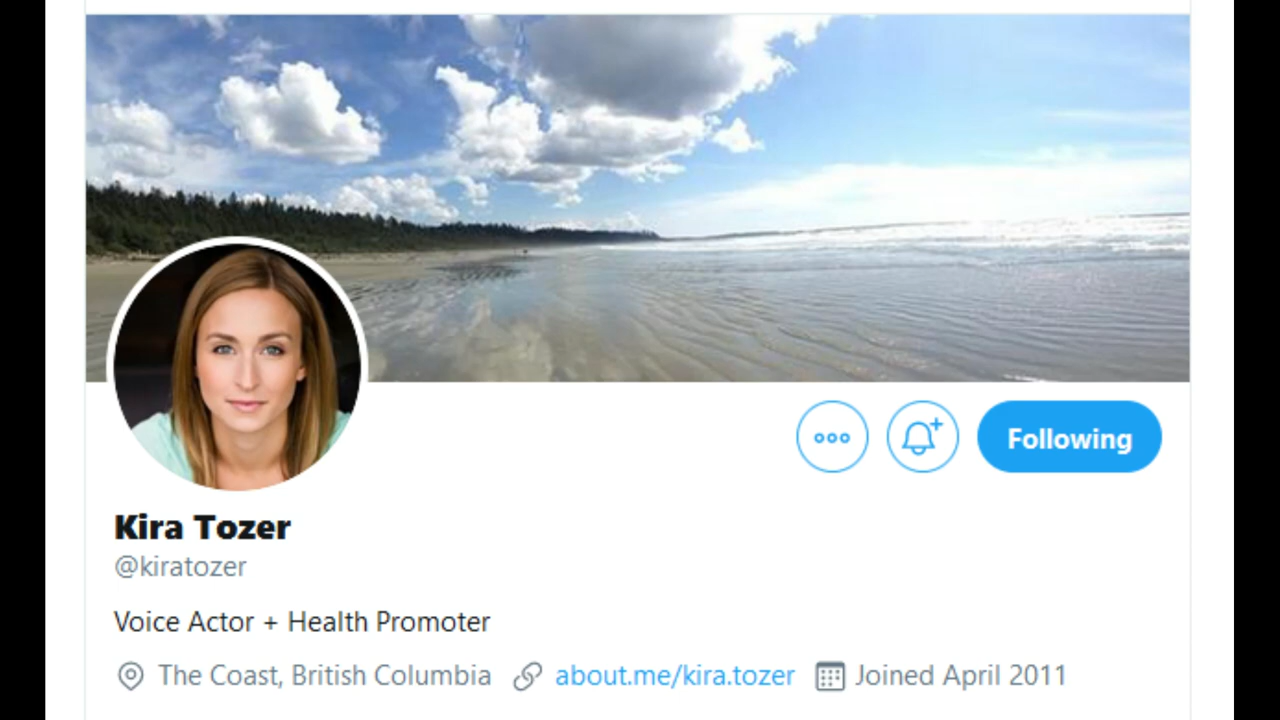 Following
Kira Tozer
@kiratozer
Voice Actor + Health Promoter
The Coast, British Columbia about.me/kira.tozer Joined April 2011